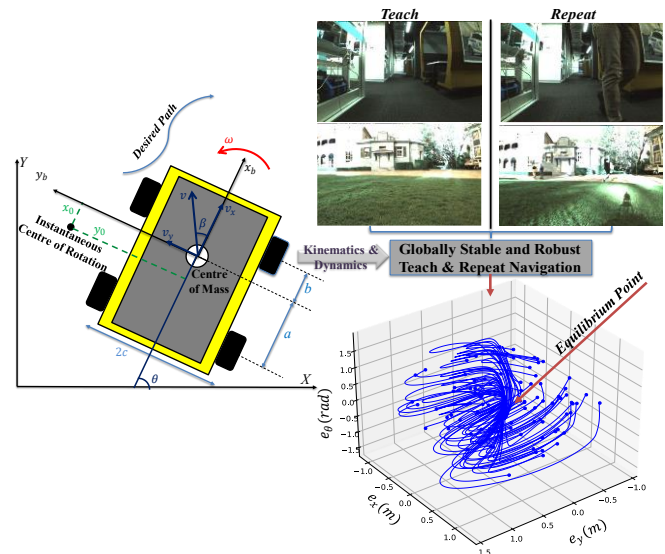 Teach
Repeat
Desired Path
ω
Y
x_b
y_b
v
β
v_x
x_0
y_0
v_y
Instantaneous
Centre of Rotation
Centre
of Mass
b
a
2c
θ
X
Kinematics &
Dynamics
Globally Stable and Robust
Teach & Repeat Navigation
Equilibrium Point
1.5
1.0
0.5
0.0
-0.5
-1.0
-1.5
e_θ(rad)
-1.0
-0.5
0.0
0.5
1.0
e_x(m)
-1.0
-0.5
0.0
0.5
1.0
1.5
e_y(m)